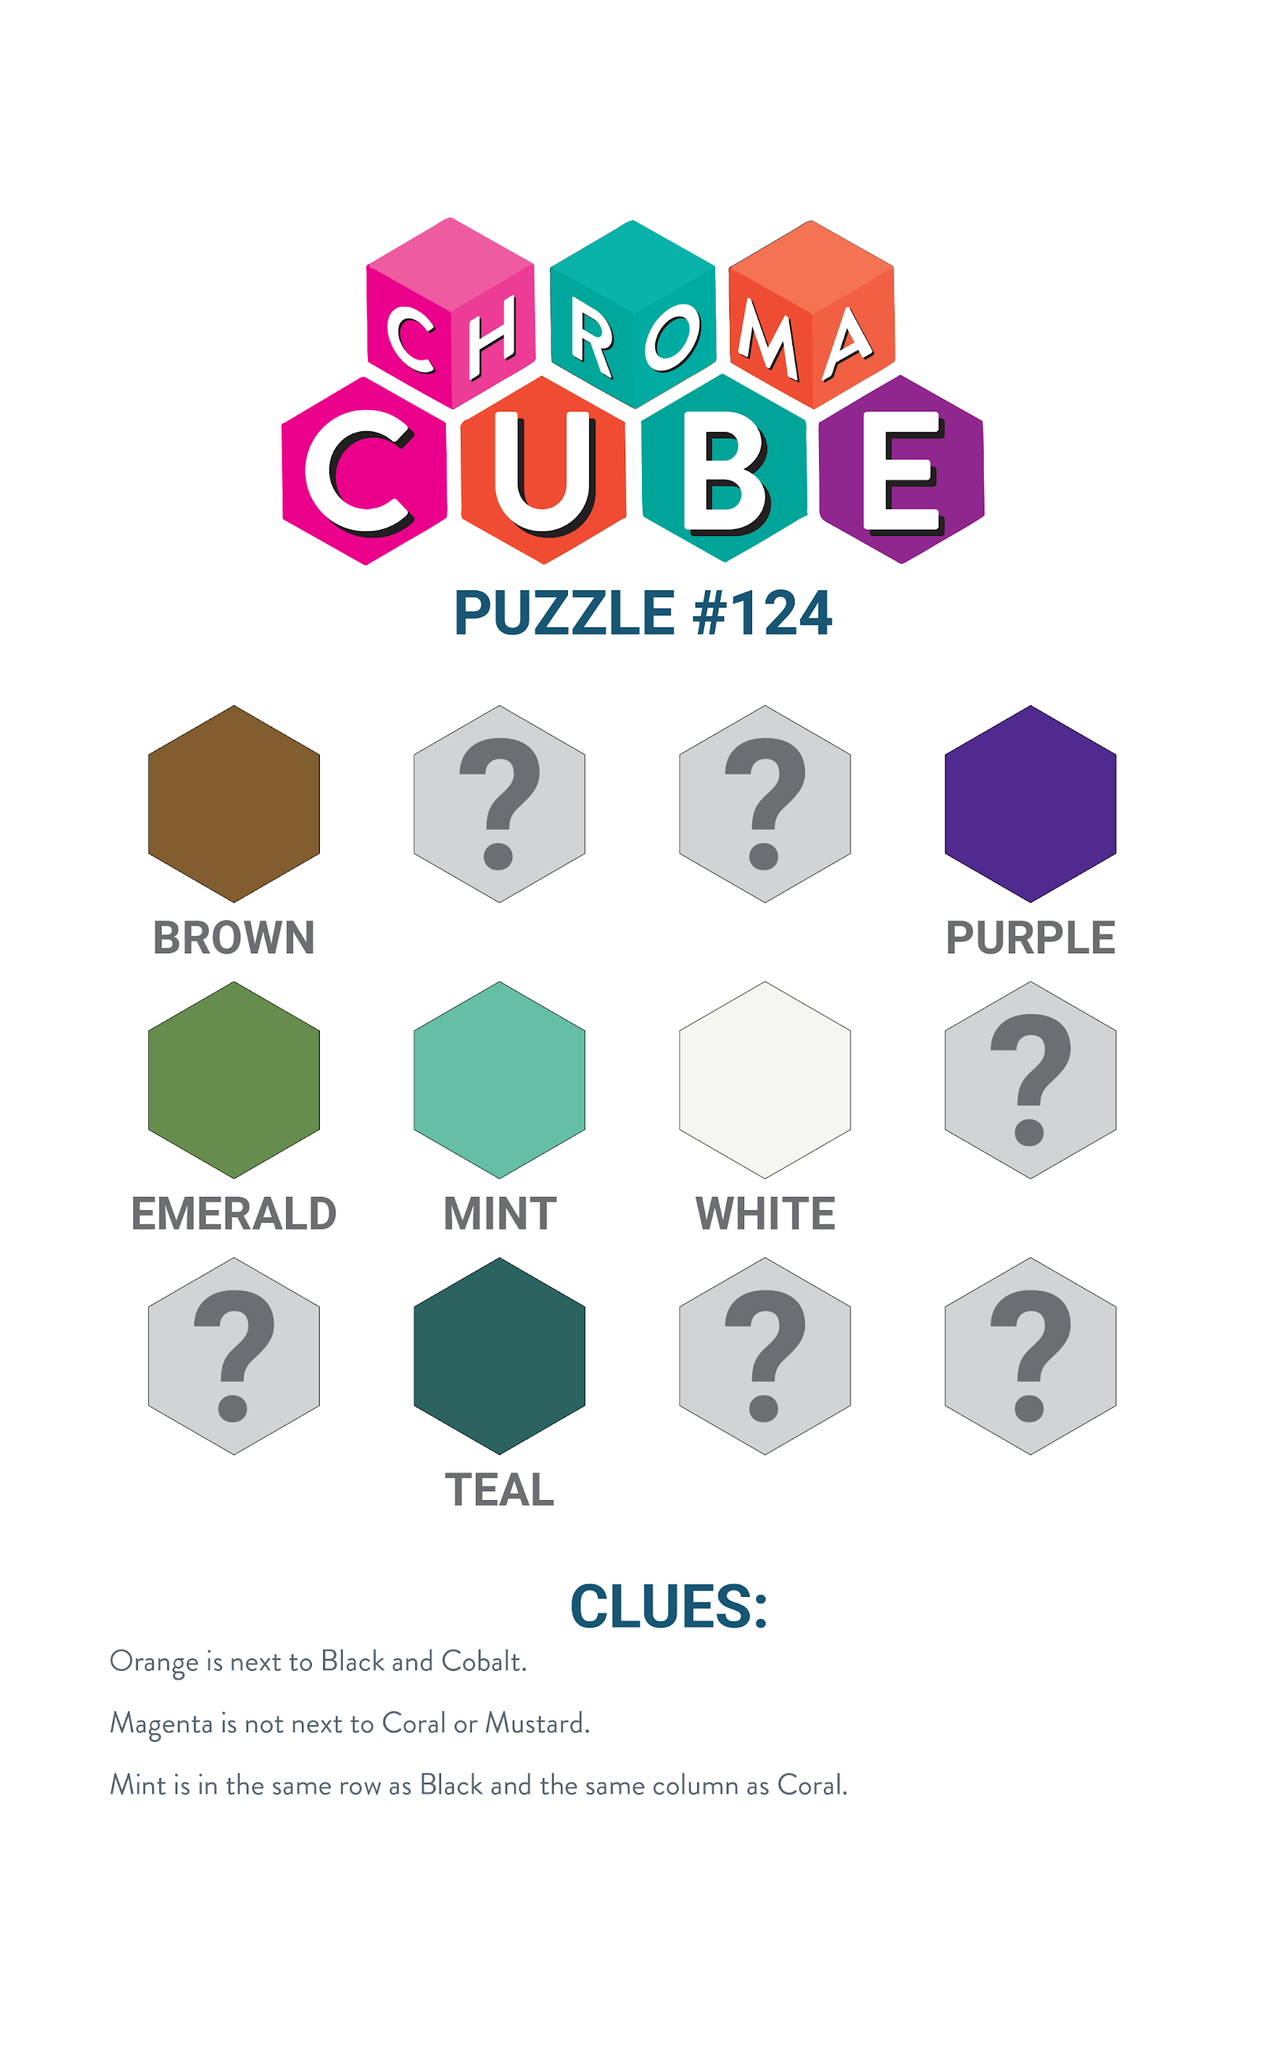 CHROMA
CUBE
PUZZLE #124
?
?
BROWN
PURPLE
?
EMERALD
MINT
WHITE
?
?
?
TEAL
CLUES:
Orange is next to Black and Cobalt.
Magenta is not next to Coral or Mustard.
Mint is in the same row as Black and the same column as Coral.